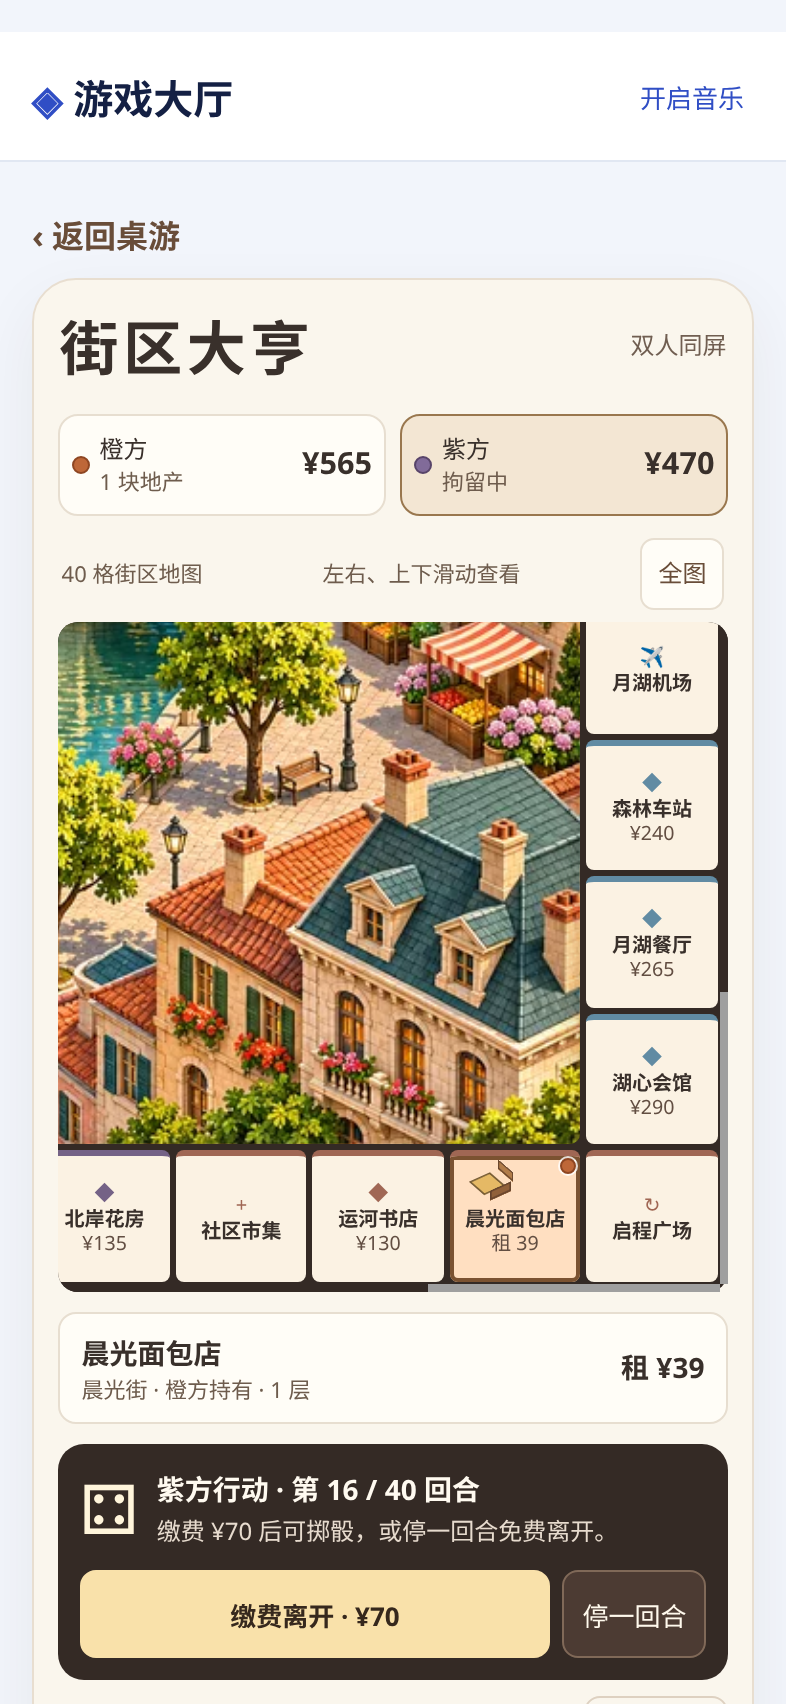 游戏大厅
开启音乐
‹ 返回桌游
街区大亨
双人同屏
橙方
1 块地产
¥565
紫方
拘留中
¥470
40 格街区地图
左右、上下滑动查看
全图
月湖机场
森林车站
¥240
月湖餐厅
¥265
湖心会馆
¥290
北岸花房
¥135
社区市集
运河书店
¥130
晨光面包店
租 39
启程广场
晨光面包店
晨光街 · 橙方持有 · 1 层
租 ¥39
紫方行动 · 第 16 / 40 回合
缴费 ¥70 后可掷骰，或停一回合免费离开。
缴费离开 · ¥70
停一回合